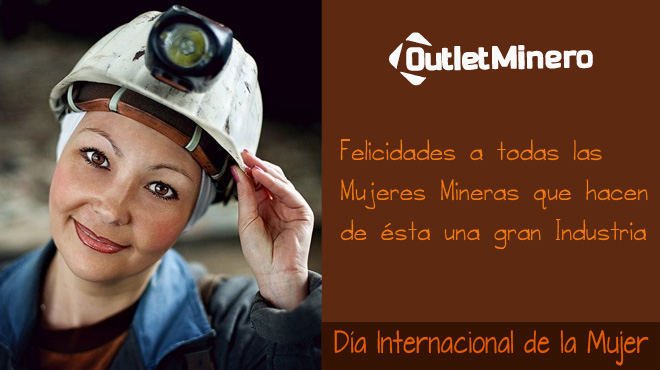 OutletMinero
Felicidades a todas las
Mujeres Mineras que hacen
de ésta una gran Industria
Día Internacional de la Mujer